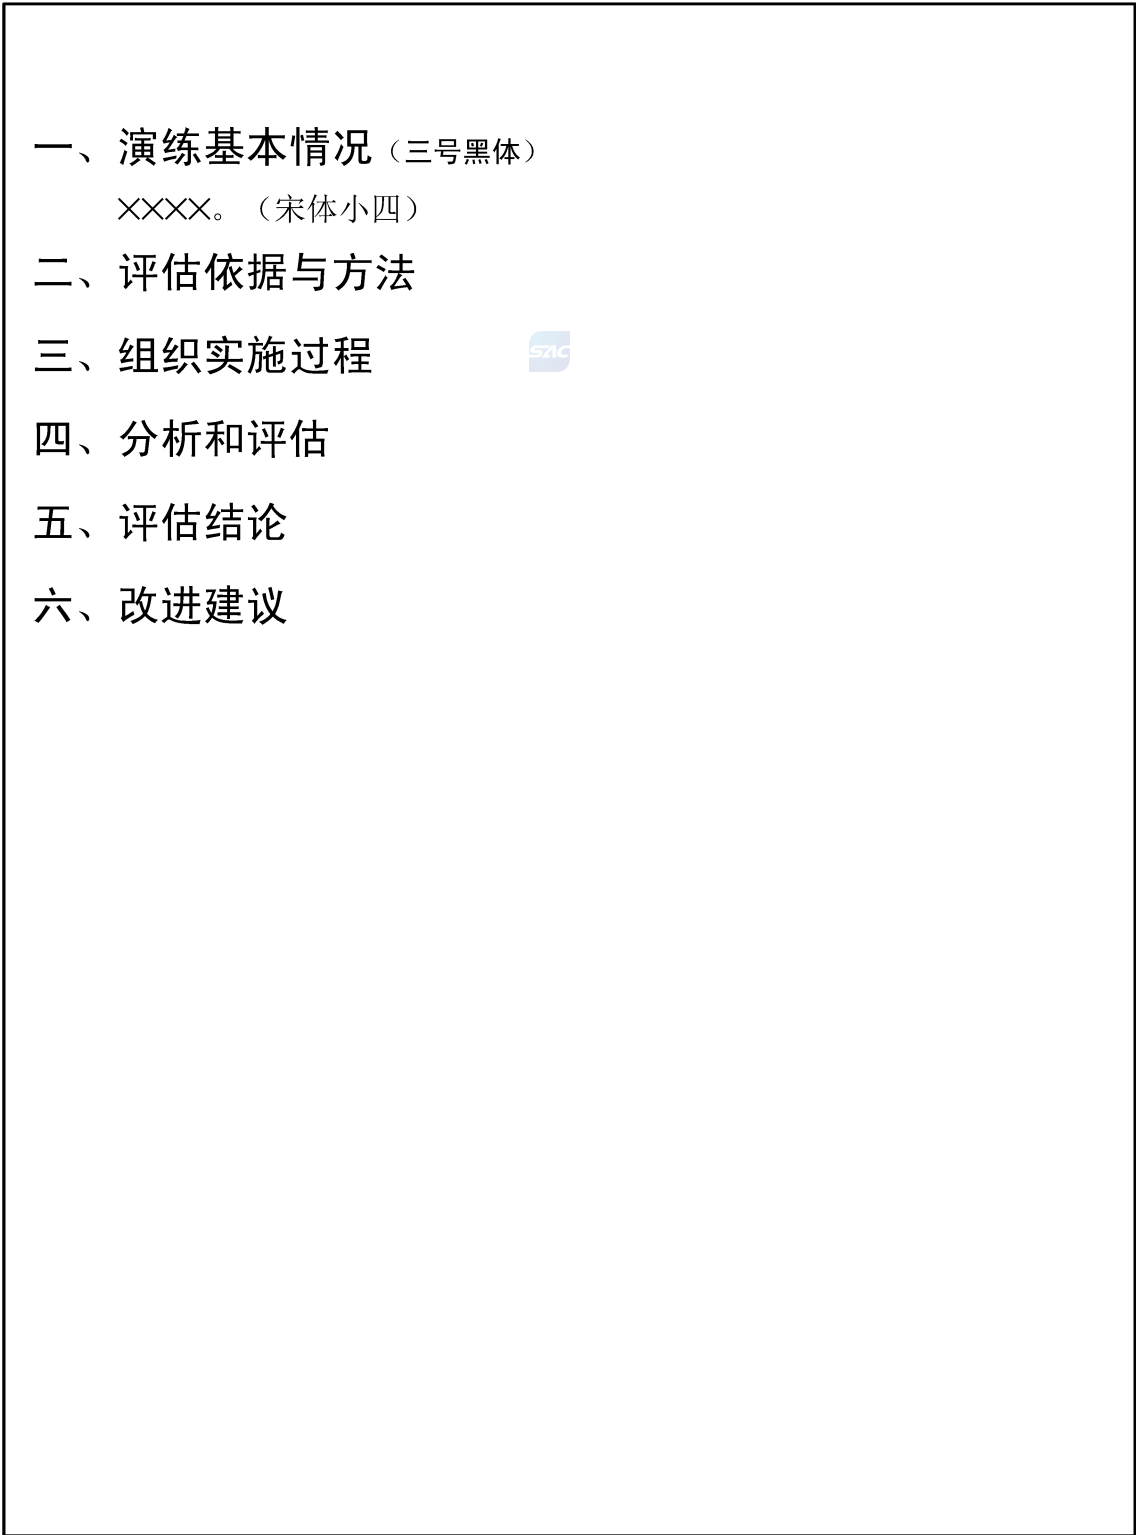 一、演练基本情况（三号黑体）
××××。（宋体小四）
二、评估依据与方法
三、组织实施过程
SAC
四、分析和评估
五、评估结论
六、改进建议